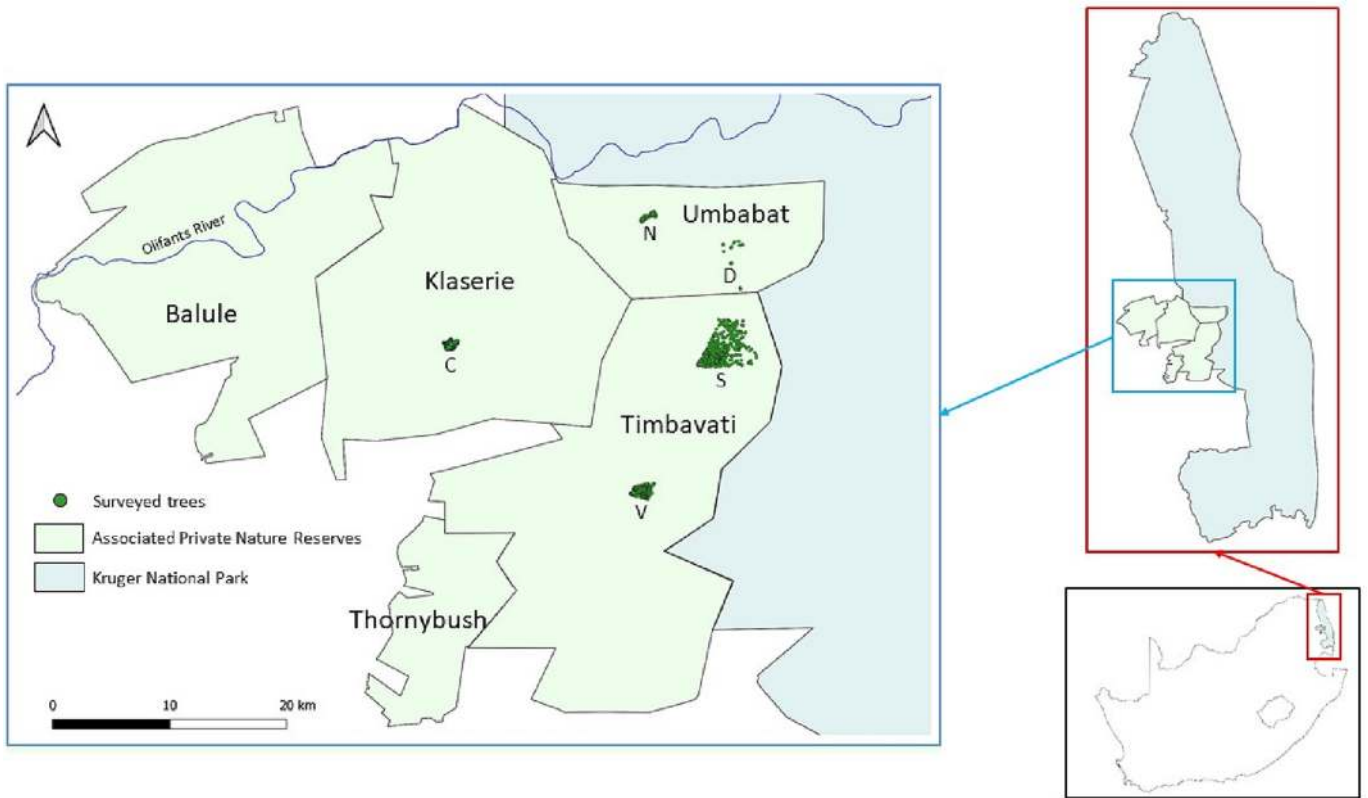 Umbabat
N
Olifants River
D
Klaserie
Balule
C
S
Timbavati
V
Surveyed trees
Associated Private Nature Reserves
Kruger National Park
Thornybush
0 10 20 km